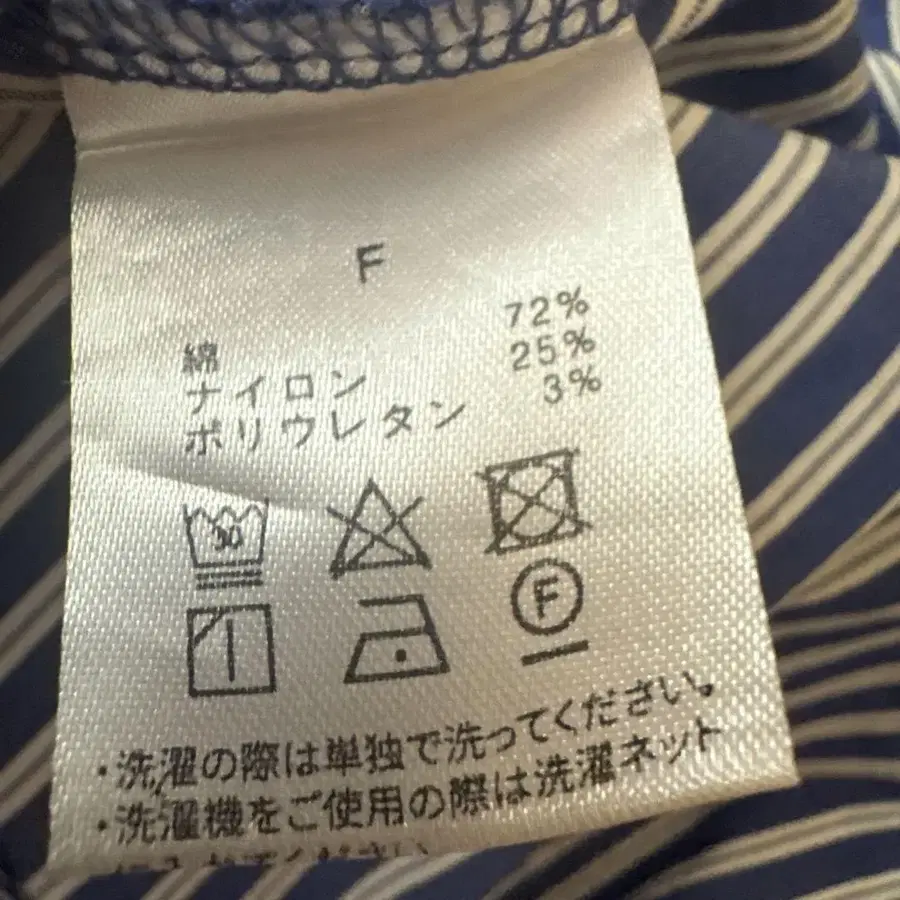 F
綿 72%
ナイロン 25%
ポリウレタン 3%
30
F
・洗濯の際は単独で洗ってください。
・洗濯機をご使用の際は洗濯ネット